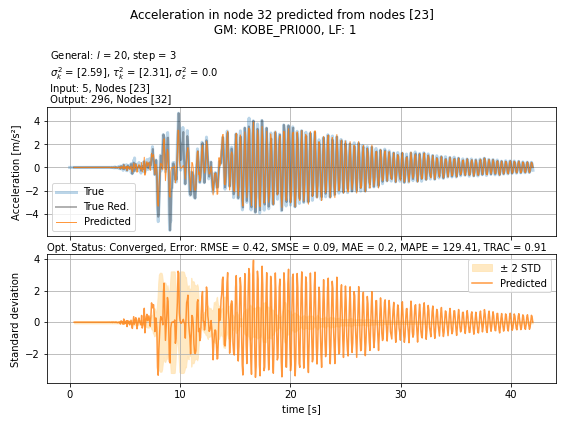 Acceleration in node 32 predicted from nodes [23]
GM: KOBE_PRI000, LF: 1
General: l = 20, step = 3
σ²ₖ = [2.59], τ²ₖ = [2.31], σ²ε = 0.0
Input: 5, Nodes [23]
Output: 296, Nodes [32]
Acceleration [m/s²]
4
2
0
−2
−4
True
True Red.
Predicted
Opt. Status: Converged, Error: RMSE = 0.42, SMSE = 0.09, MAE = 0.2, MAPE = 129.41, TRAC = 0.91
Standard deviation
4
2
0
−2
± 2 STD
Predicted
0 10 20 30 40
time [s]